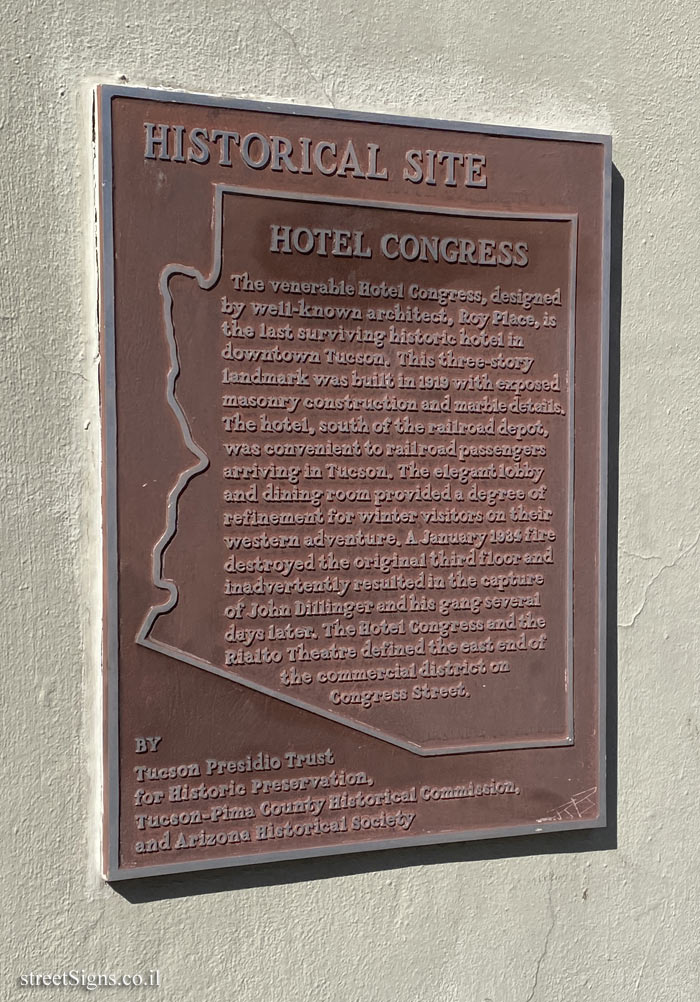 HISTORICAL SITE
HOTEL CONGRESS
The venerable Hotel Congress, designed
by well-known architect, Roy Place, is
the last surviving historic hotel in
downtown Tucson. This three-story
landmark was built in 1919 with exposed
masonry construction and marble details.
The hotel, south of the railroad depot,
was convenient to railroad passengers
arriving in Tucson. The elegant lobby
and dining room provided a degree of
refinement for winter visitors on their
western adventure. A January 1934 fire
destroyed the original third floor and
inadvertently resulted in the capture
of John Dillinger and his gang several
days later. The Hotel Congress and the
Rialto Theatre defined the east end of
the commercial district on
Congress Street.
BY
Tucson Presidio Trust
for Historic Preservation,
Tucson-Pima County Historical Commission,
and Arizona Historical Society
streetSigns.co.il